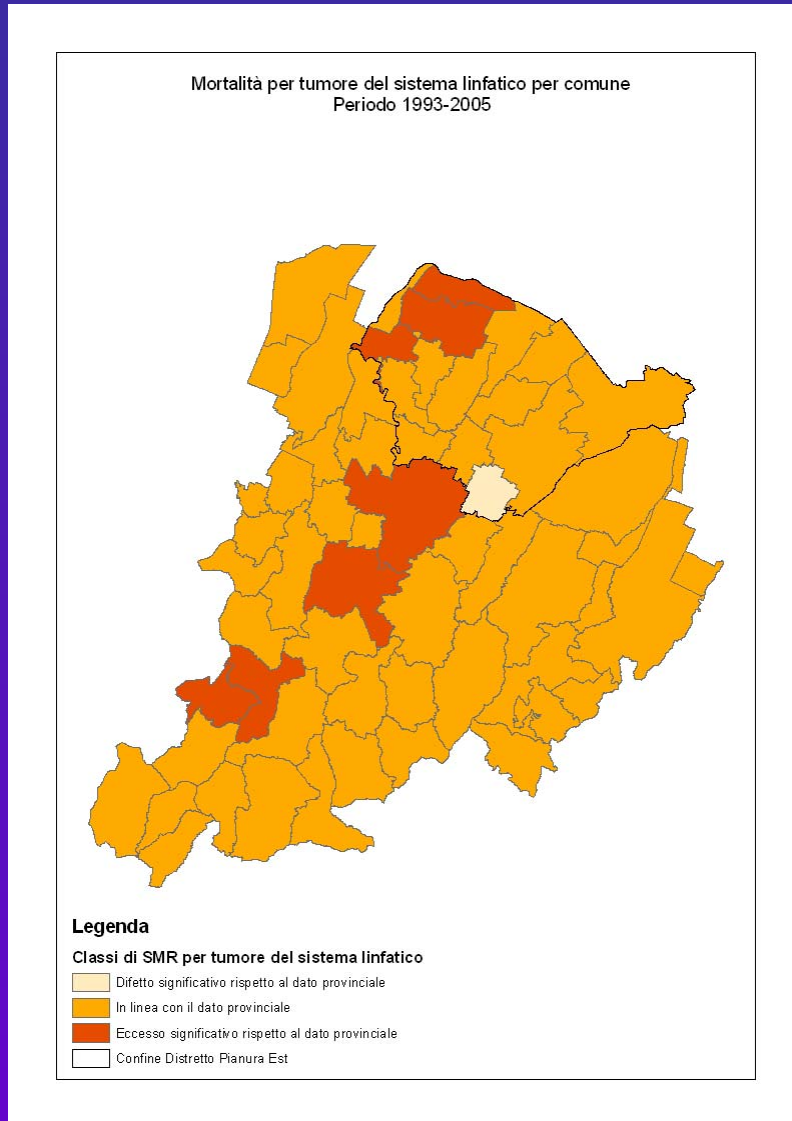 Mortalità per tumore del sistema linfatico per comune
Periodo 1993-2005
Legenda
Classi di SMR per tumore del sistema linfatico
Difetto significativo rispetto al dato provinciale
In linea con il dato provinciale
Eccesso significativo rispetto al dato provinciale
Confine Distretto Pianura Est